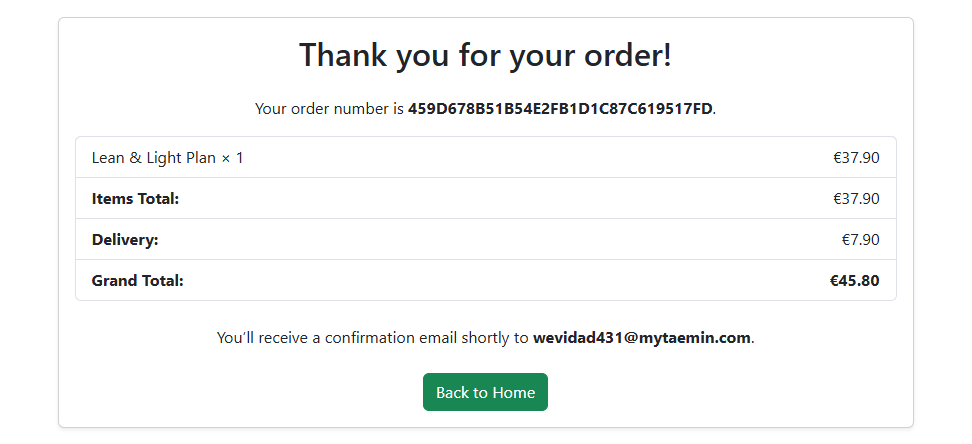 Thank you for your order!
Your order number is 459D678B51B54E2FB1D1C87C619517FD.
Lean & Light Plan × 1 €37.90
Items Total: €37.90
Delivery: €7.90
Grand Total: €45.80
You'll receive a confirmation email shortly to wevidad431@mytaemin.com.
Back to Home